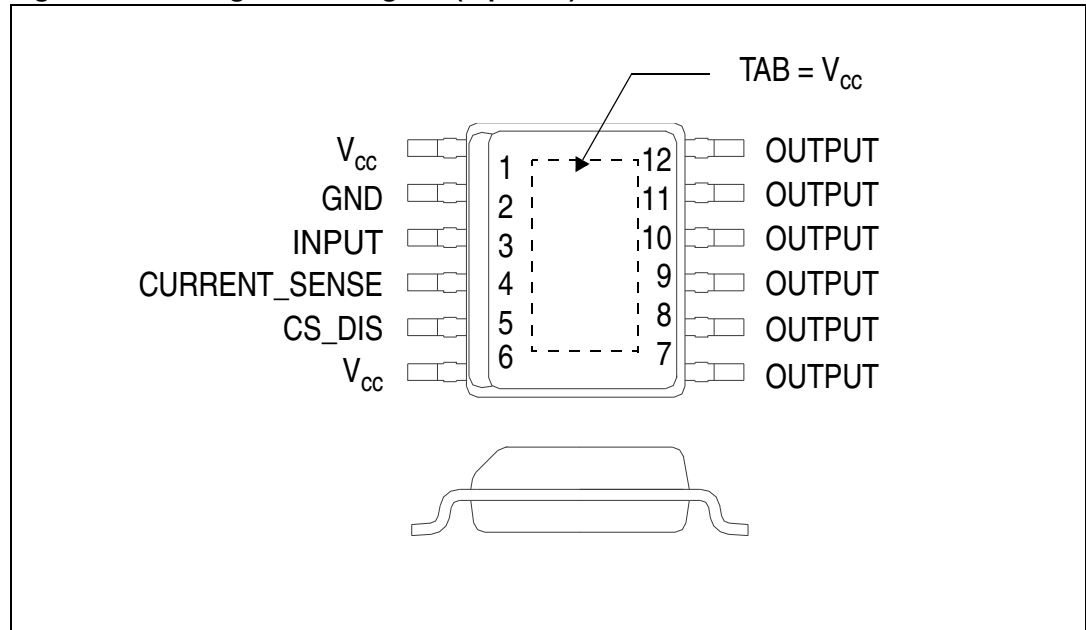 TAB = Vcc
Vcc 1 12 OUTPUT
GND 2 11 OUTPUT
INPUT 3 10 OUTPUT
CURRENT_SENSE 4 9 OUTPUT
CS_DIS 5 8 OUTPUT
Vcc 6 7 OUTPUT